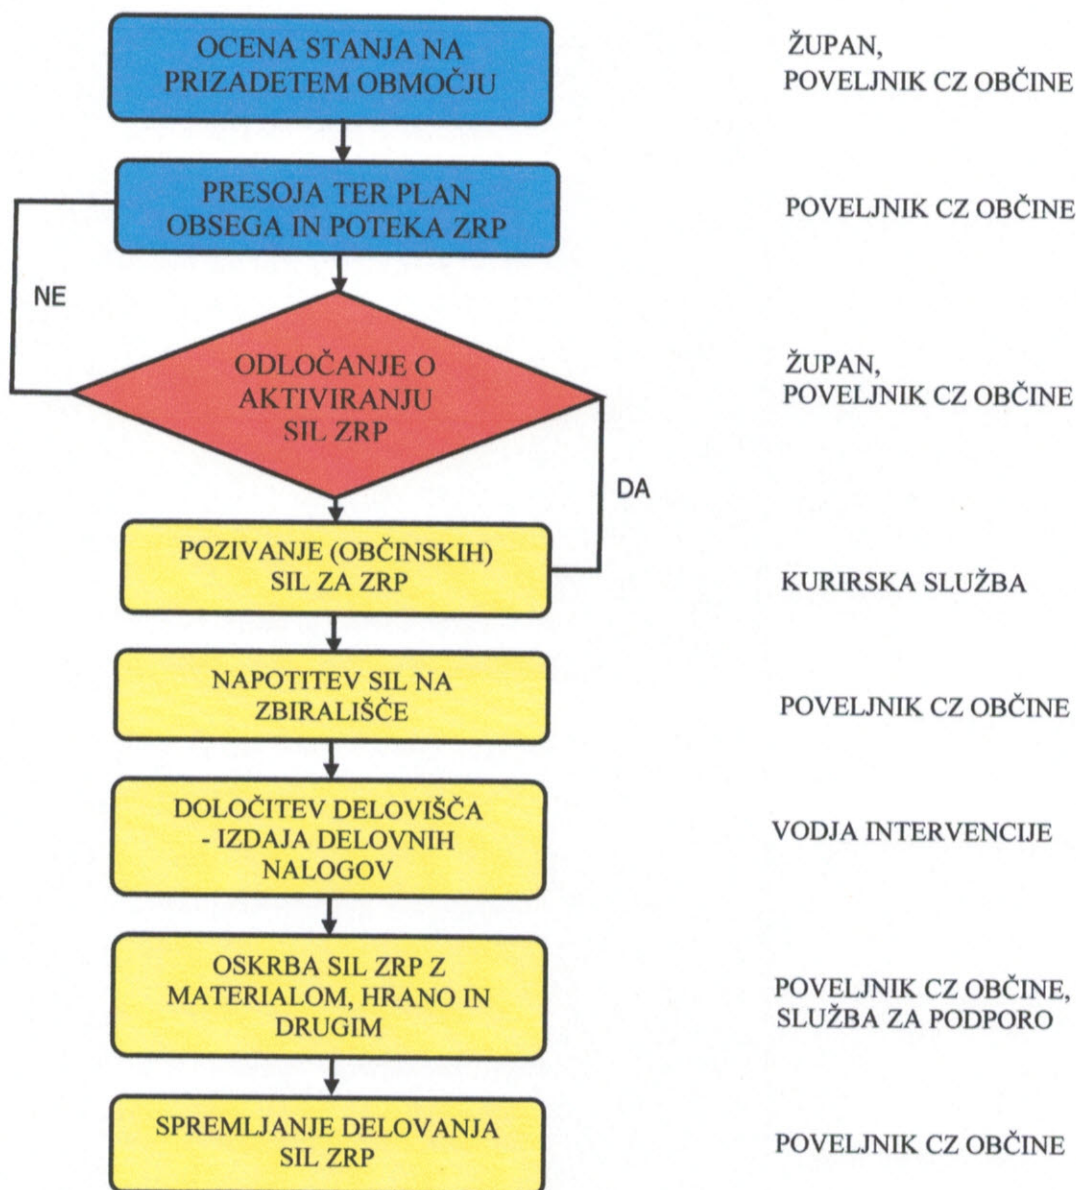 OCENA STANJA NA
PRIZADETEM OBMOČJU
ŽUPAN,
POVELJNIK CZ OBČINE
PRESOJA TER PLAN
OBSEGA IN POTEKA ZRP
POVELJNIK CZ OBČINE
NE
ODLOČANJE O
AKTIVIRANJU
SIL ZRP
ŽUPAN,
POVELJNIK CZ OBČINE
DA
POZIVANJE (OBČINSKIH)
SIL ZA ZRP
KURIRSKA SLUŽBA
NAPOTITEV SIL NA
ZBIRALIŠČE
POVELJNIK CZ OBČINE
DOLOČITEV DELOVIŠČA
- IZDAJA DELOVNIH
NALOGOV
VODJA INTERVENCIJE
OSKRBA SIL ZRP Z
MATERIALOM, HRANO IN
DRUGIM
POVELJNIK CZ OBČINE,
SLUŽBA ZA PODPORO
SPREMLJANJE DELOVANJA
SIL ZRP
POVELJNIK CZ OBČINE